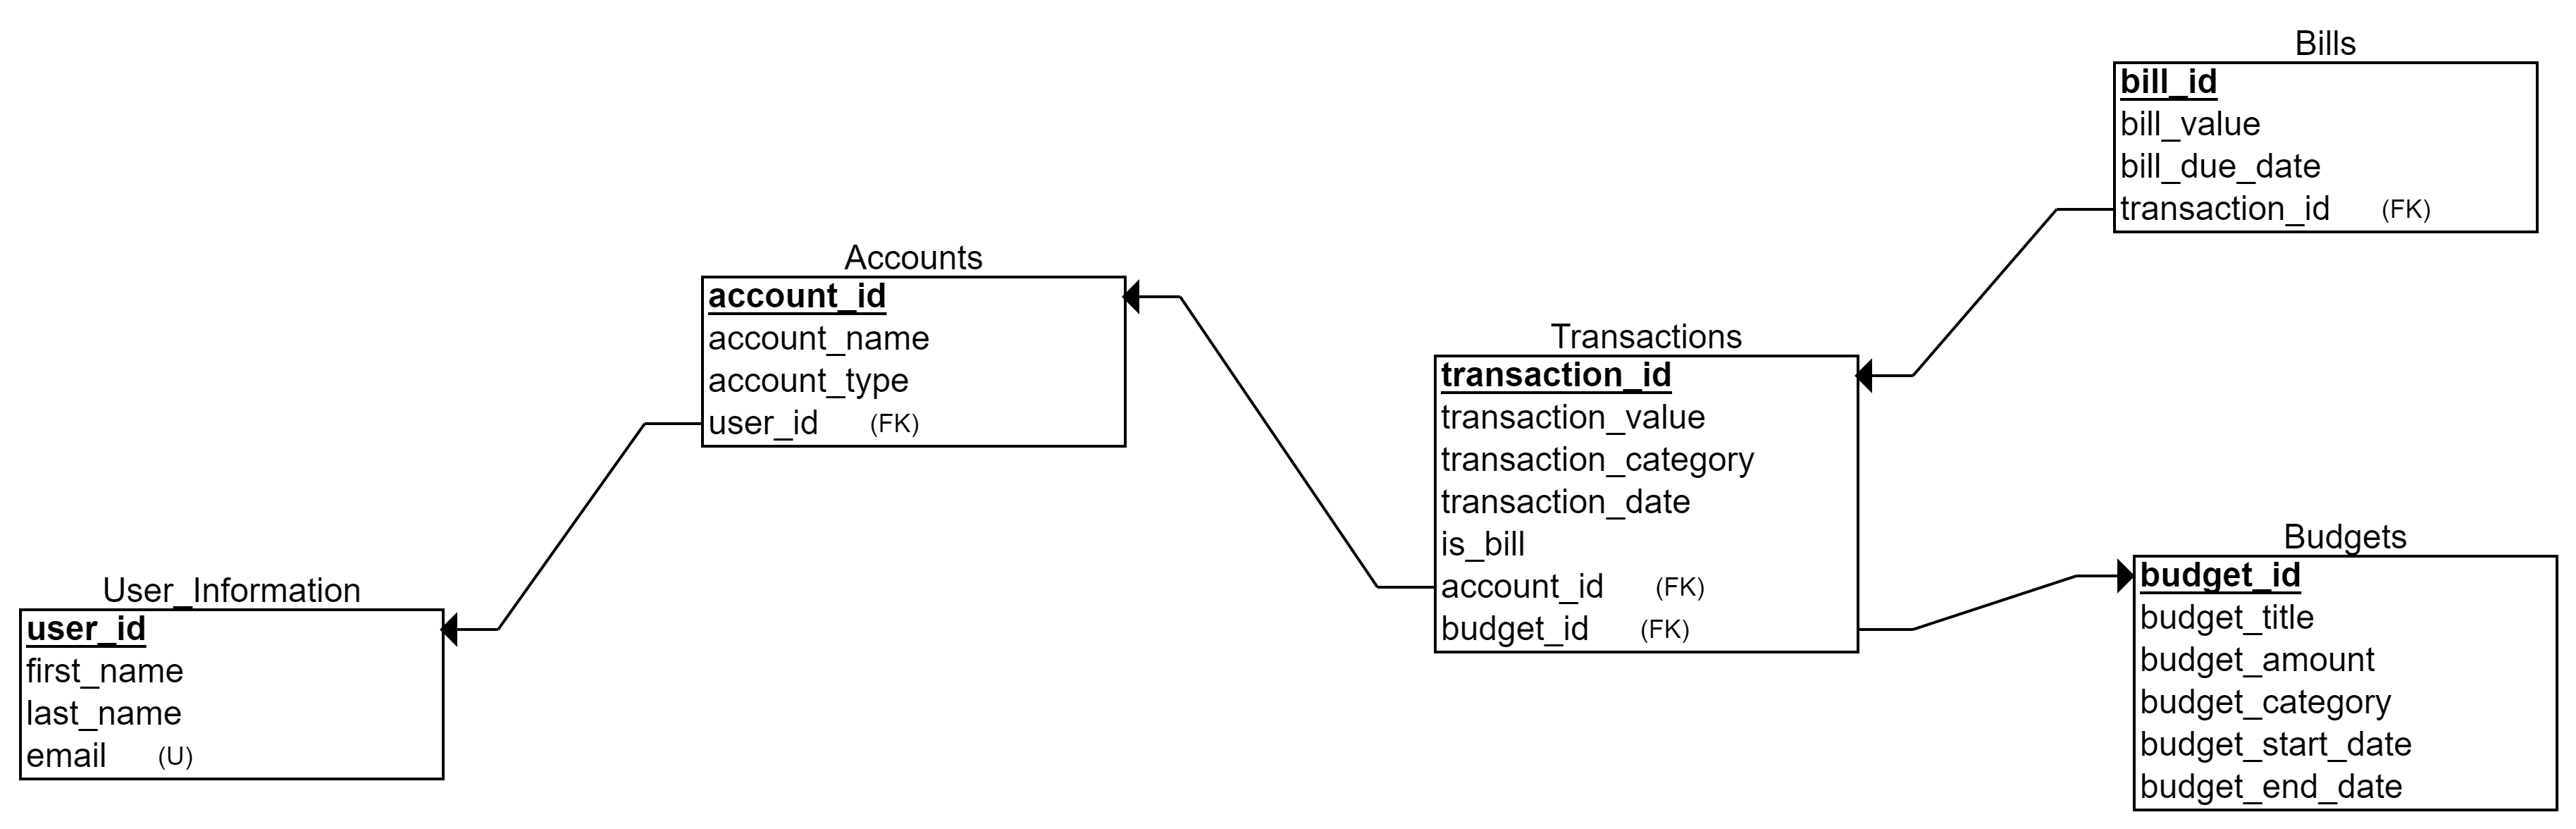 Bills
bill_id
bill_value
bill_due_date
transaction_id (FK)
Accounts
account_id
account_name
account_type
user_id (FK)
Transactions
transaction_id
transaction_value
transaction_category
transaction_date
is_bill
account_id (FK)
budget_id (FK)
Budgets
budget_id
budget_title
budget_amount
budget_category
budget_start_date
budget_end_date
User_Information
user_id
first_name
last_name
email (U)